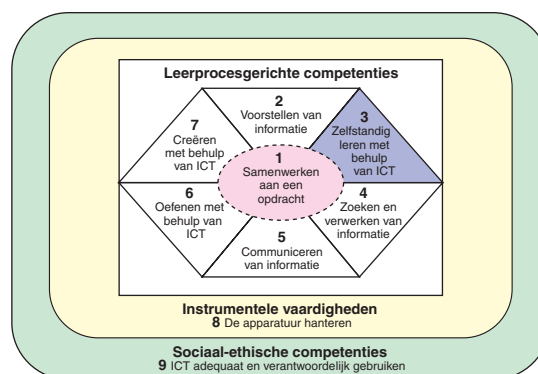 Leerprocesgerichte competenties
2
Voorstellen van
informatie
7
Creëren
met behulp
van ICT
3
Zelfstandig
leren met
behulp
van ICT
1
Samenwerken
aan een
opdracht
6
Oefenen met
behulp van
ICT
4
Zoeken en
verwerken van
informatie
5
Communiceren
van informatie
Instrumentele vaardigheden
8 De apparatuur hanteren
Sociaal-ethische competenties
9 ICT adequaat en verantwoordelijk gebruiken